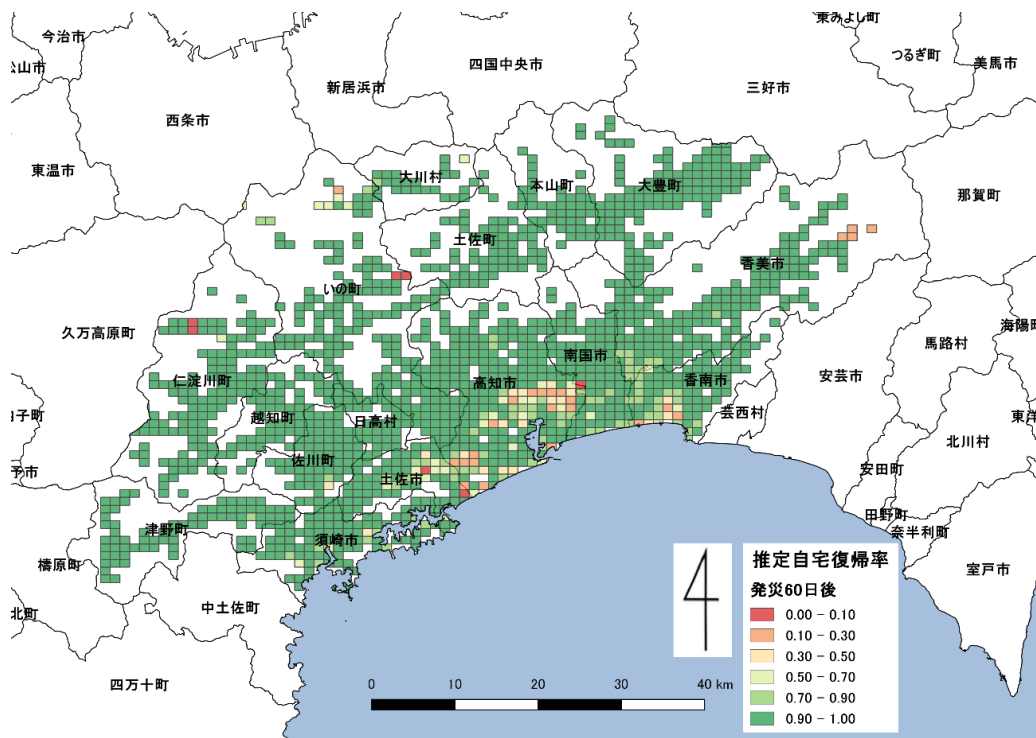 今治市
東みよし町
つるぎ町
美馬市
四国中央市
新居浜市
三好市
西条市
東温市
大川村
本山町
大豊町
那賀町
土佐町
香美市
いの町
久万高原町
海陽町
馬路村
南国市
安芸市
高知市
香南市
仁淀川町
芸西村
越知町
日高村
北川村
佐川町
土佐市
安田町
田野町
津野町
奈半利町
須崎市
檮原町
室戸市
中土佐町
四万十町
推定自宅復帰率
発災60日後
0.00 - 0.10
0.10 - 0.30
0.30 - 0.50
0.50 - 0.70
0.70 - 0.90
0.90 - 1.00
0 10 20 30 40 km